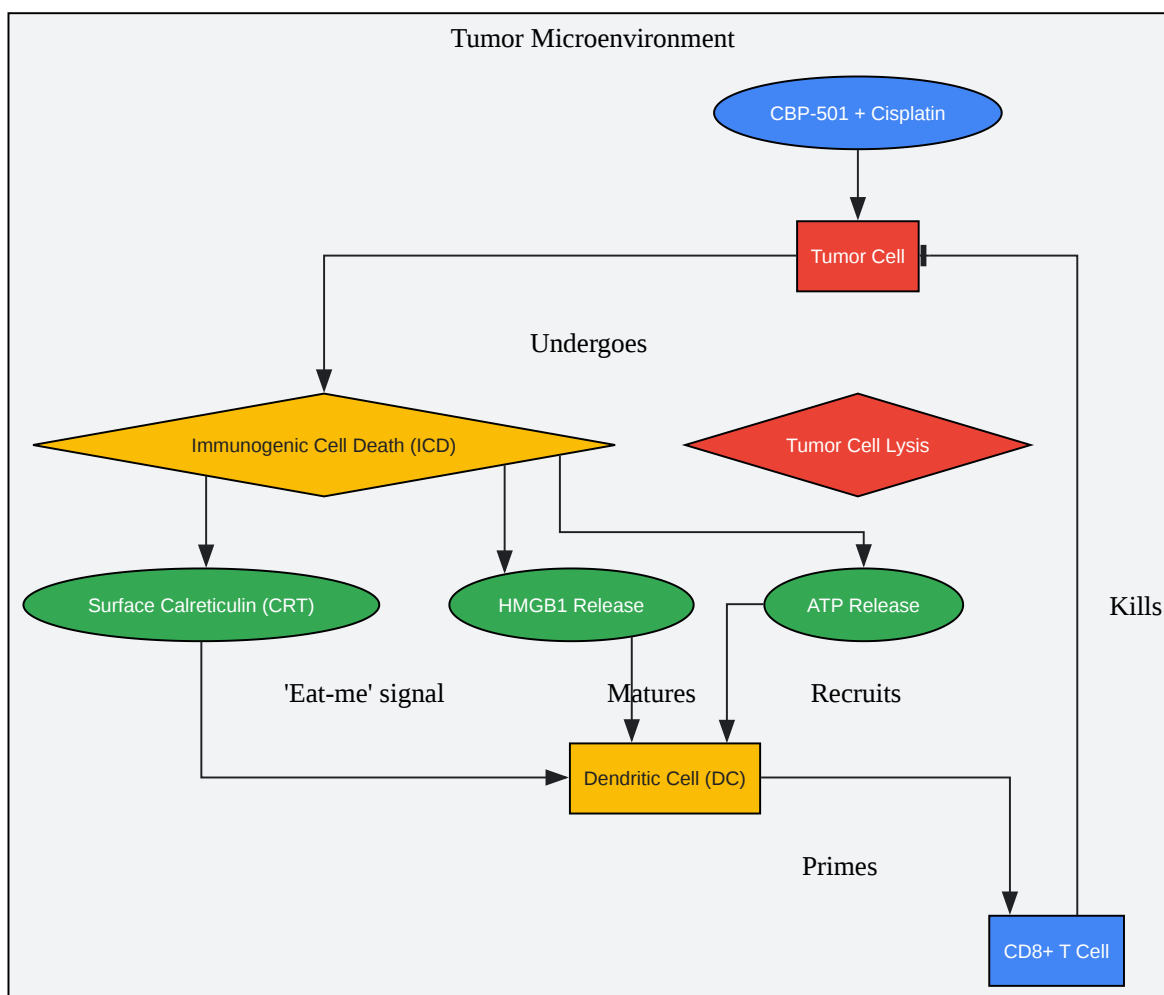 Tumor Microenvironment
CBP-501 + Cisplatin
Tumor Cell
Undergoes
Immunogenic Cell Death (ICD)
Tumor Cell Lysis
Surface Calreticulin (CRT)
HMGB1 Release
ATP Release
Kills
'Eat-me' signal
Matures
Recruits
Dendritic Cell (DC)
Primes
CD8+ T Cell